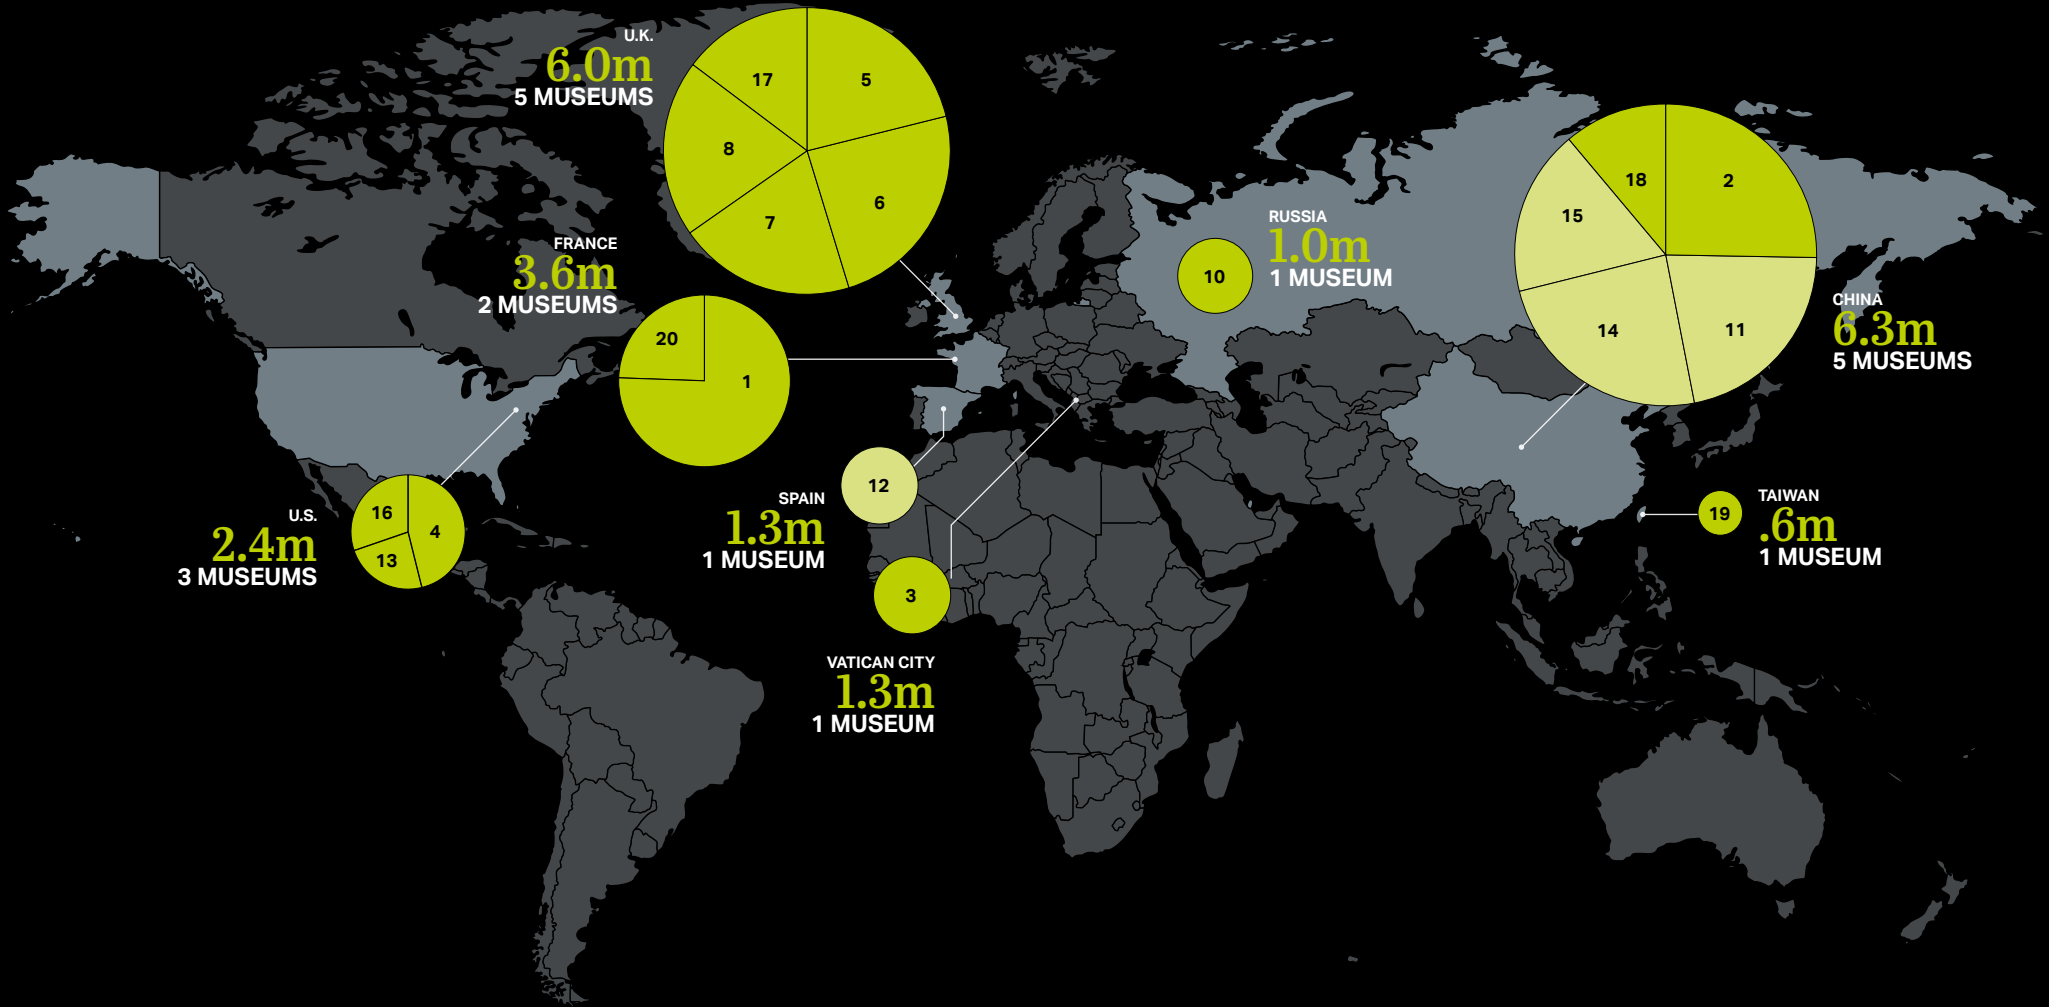 U.K.
6.0m
5 MUSEUMS
17
5
8
6
7
FRANCE
3.6m
2 MUSEUMS
20
1
RUSSIA
1.0m
1 MUSEUM
10
18
2
15
14
11
CHINA
6.3m
5 MUSEUMS
U.S.
2.4m
3 MUSEUMS
16
4
13
12
SPAIN
1.3m
1 MUSEUM
3
VATICAN CITY
1.3m
1 MUSEUM
19
TAIWAN
.6m
1 MUSEUM